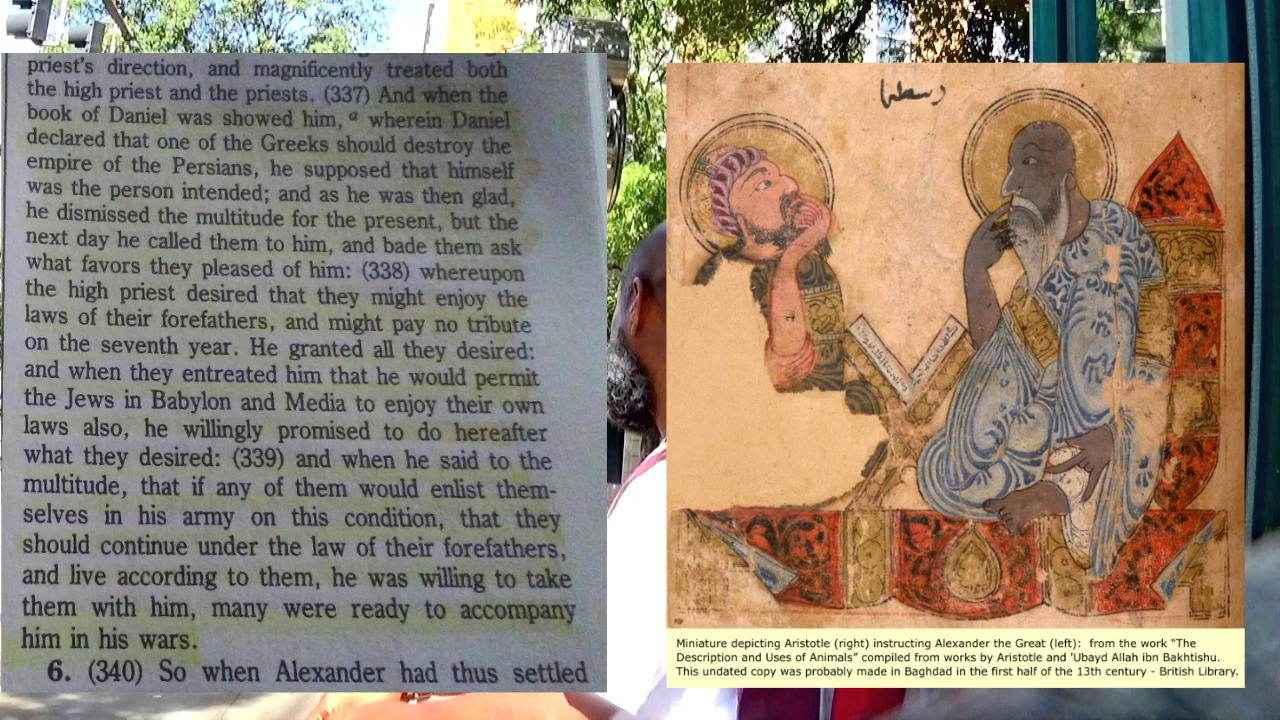 priest's direction, and magnificently treated both
the high priest and the priests. (337) And when the
book of Daniel was showed him, ᵃ wherein Daniel
declared that one of the Greeks should destroy the
empire of the Persians, he supposed that himself
was the person intended; and as he was then glad,
he dismissed the multitude for the present, but the
next day he called them to him, and bade them ask
what favors they pleased of him: (338) whereupon
the high priest desired that they might enjoy the
laws of their forefathers, and might pay no tribute
on the seventh year. He granted all they desired:
and when they entreated him that he would permit
the Jews in Babylon and Media to enjoy their own
laws also, he willingly promised to do hereafter
what they desired: (339) and when he said to the
multitude, that if any of them would enlist them-
selves in his army on this condition, that they
should continue under the law of their forefathers,
and live according to them, he was willing to take
them with him, many were ready to accompany
him in his wars.
6. (340) So when Alexander had thus settled
Miniature depicting Aristotle (right) instructing Alexander the Great (left): from the work "The
Description and Uses of Animals" compiled from works by Aristotle and 'Ubayd Allah ibn Bakhtishu.
This undated copy was probably made in Baghdad in the first half of the 13th century - British Library.